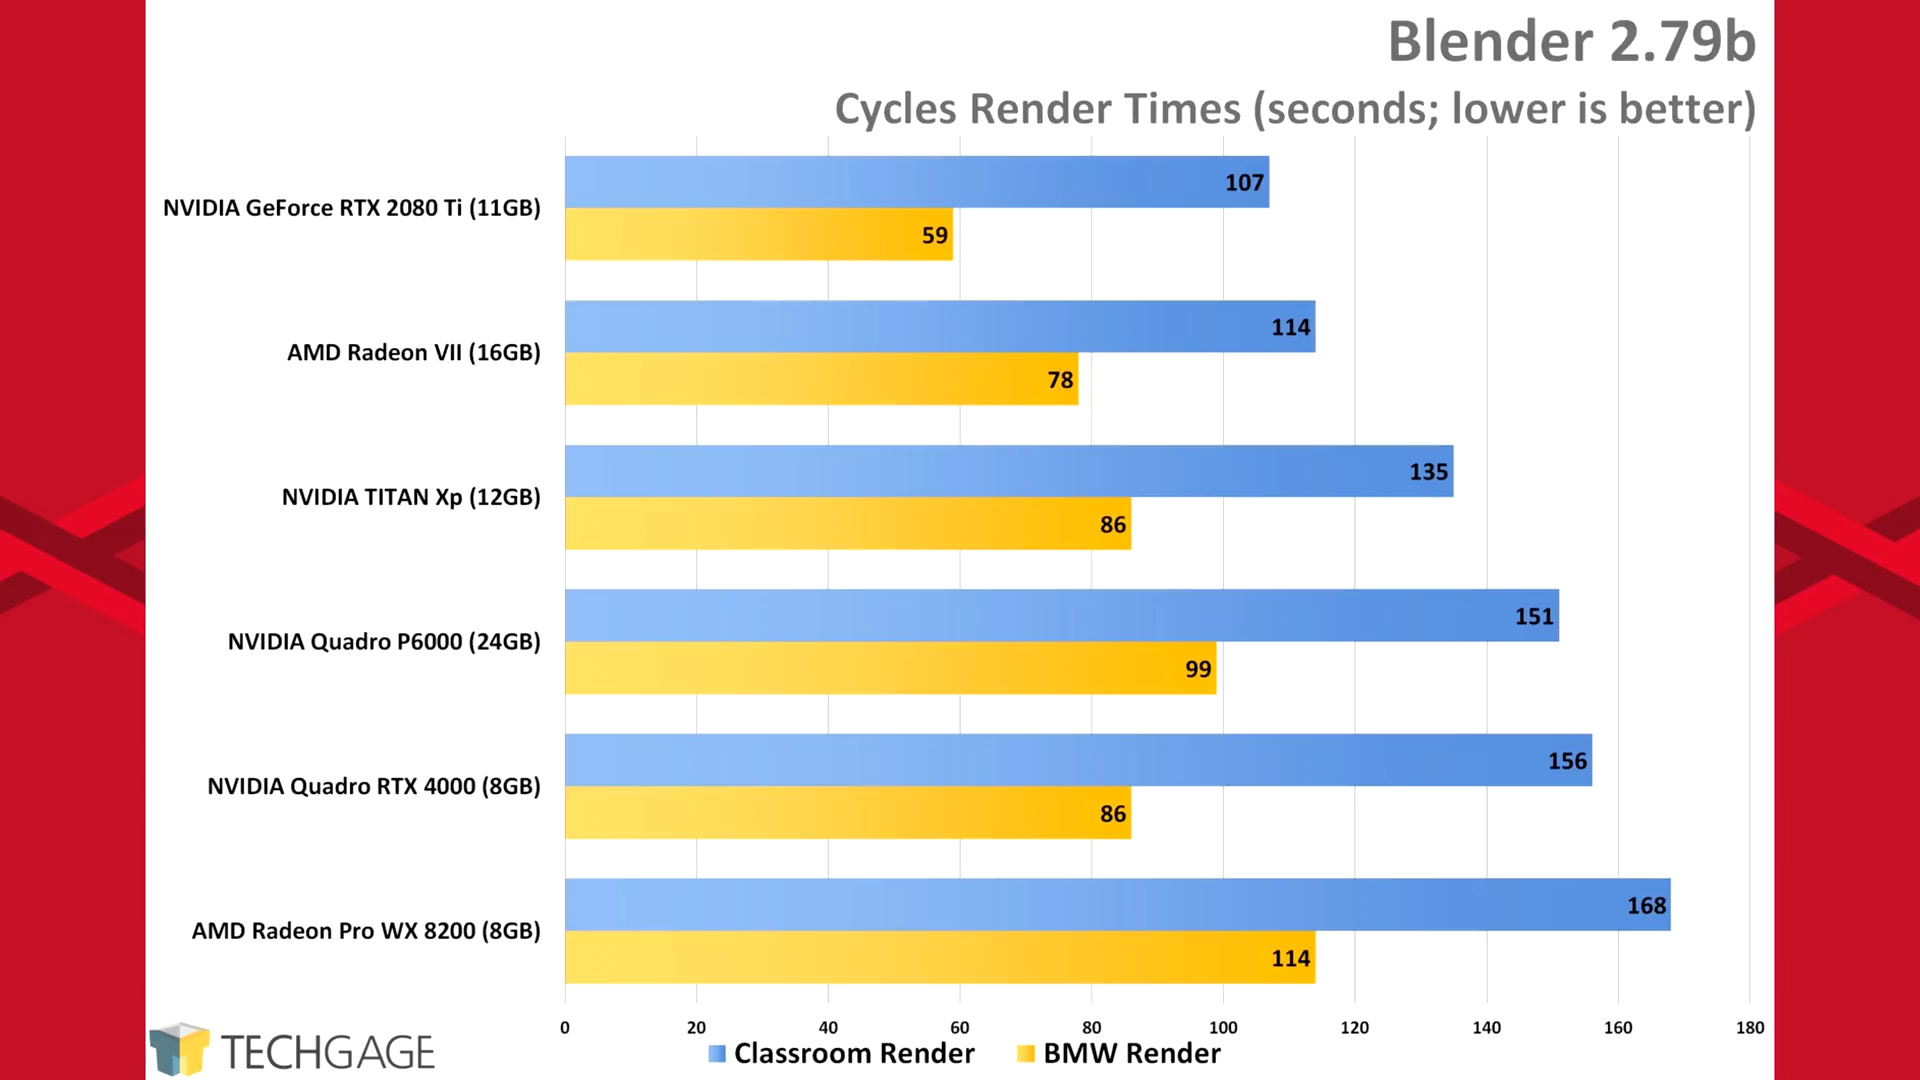 Blender 2.79b
Cycles Render Times (seconds; lower is better)
NVIDIA GeForce RTX 2080 Ti (11GB)
107
59
AMD Radeon VII (16GB)
114
78
NVIDIA TITAN Xp (12GB)
135
86
NVIDIA Quadro P6000 (24GB)
151
99
NVIDIA Quadro RTX 4000 (8GB)
156
86
AMD Radeon Pro WX 8200 (8GB)
168
114
0 20 40 60 80 100 120 140 160 180
Classroom Render BMW Render
TECHGAGE